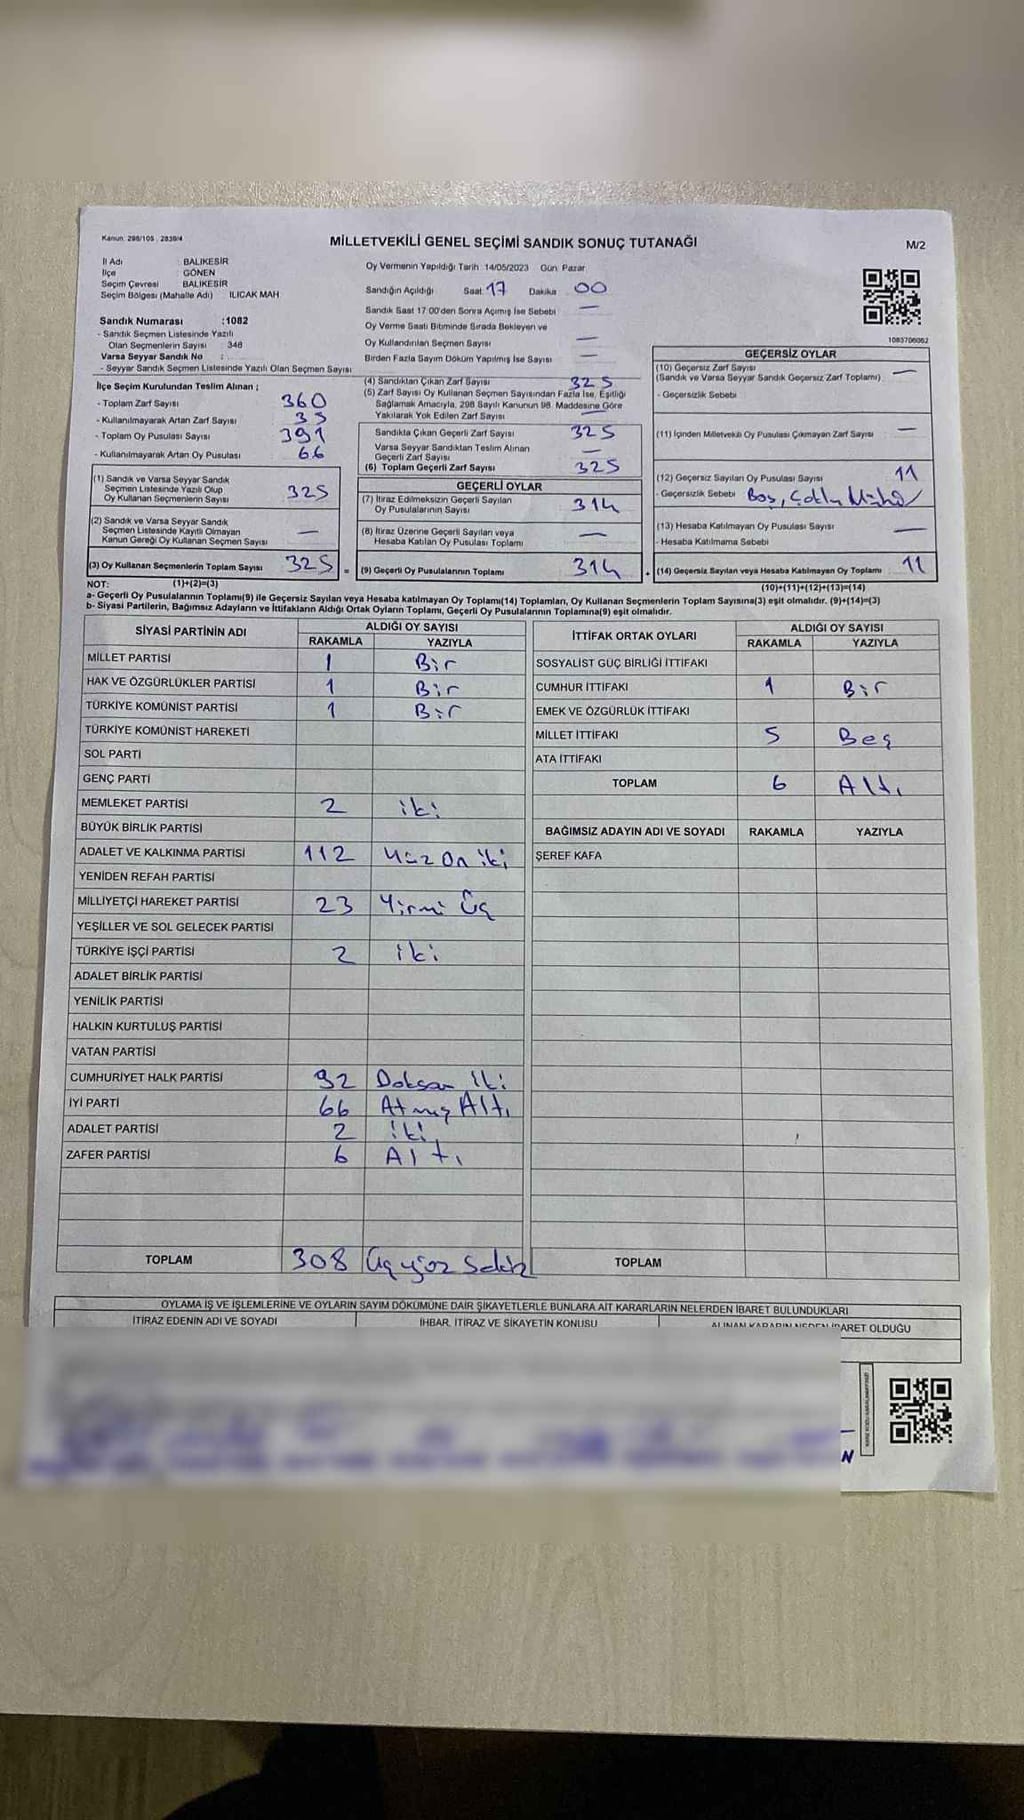 Kanun: 298/105 , 2839/4
MİLLETVEKİLİ GENEL SEÇİMİ SANDIK SONUÇ TUTANAĞI
M/2
İl Adı : BALIKESİR
İlçe : GÖNEN
Seçim Çevresi : BALIKESİR
Seçim Bölgesi (Mahalle Adı) ILICAK MAH
Sandık Numarası :1082
- Sandık Seçmen Listesinde Yazılı
Olan Seçmenlerin Sayısı 348
Varsa Seyyar Sandık No :
- Seyyar Sandık Seçmen Listesinde Yazılı Olan Seçmen Sayısı
Oy Vermenin Yapıldığı Tarih 14/05/2023 Gün Pazar
Sandığın Açıldığı Saat 17 Dakika 00
Sandık Saat 17:00'den Sonra Açılmış İse Sebebi —
Oy Verme Saati Bitiminde Sırada Bekleyen ve
Oy Kullandırılan Seçmen Sayısı —
Birden Fazla Sayım Döküm Yapılmış İse Sayısı —
1083706062
İlçe Seçim Kurulundan Teslim Alınan ;
- Toplam Zarf Sayısı 360
- Kullanılmayarak Artan Zarf Sayısı 35
- Toplam Oy Pusulası Sayısı 391
- Kullanılmayarak Artan Oy Pusulası 66
(1) Sandık ve Varsa Seyyar Sandık
Seçmen Listesinde Yazılı Olup
Oy Kullanan Seçmenlerin Sayısı 325
(2) Sandık ve Varsa Seyyar Sandık
Seçmen Listesinde Kayıtlı Olmayan
Kanun Gereği Oy Kullanan Seçmen Sayısı —
(3) Oy Kullanan Seçmenlerin Toplam Sayısı 325
(4) Sandıktan Çıkan Zarf Sayısı 325
(5) Zarf Sayısı Oy Kullanan Seçmen Sayısından Fazla İse, Eşitliği
Sağlamak Amacıyla, 298 Sayılı Kanunun 98. Maddesine Göre
Yakılarak Yok Edilen Zarf Sayısı —
Sandıkta Çıkan Geçerli Zarf Sayısı 325
Varsa Seyyar Sandıktan Teslim Alınan
Geçerli Zarf Sayısı —
(6) Toplam Geçerli Zarf Sayısı 325
GEÇERLİ OYLAR
(7) İtiraz Edilmeksizin Geçerli Sayılan
Oy Pusulalarının Sayısı 314
(8) İtiraz Üzerine Geçerli Sayılan veya
Hesaba Katılan Oy Pusulası Toplamı —
= (9) Geçerli Oy Pusulalarının Toplamı 314
GEÇERSİZ OYLAR
(10) Geçersiz Zarf Sayısı —
(Sandık ve Varsa Seyyar Sandık Geçersiz Zarf Toplamı)
- Geçersizlik Sebebi
(11) İçinden Milletvekili Oy Pusulası Çıkmayan Zarf Sayısı —
(12) Geçersiz Sayılan Oy Pusulası Sayısı 11
- Geçersizlik Sebebi Boş, Çoklu Mühür
(13) Hesaba Katılmayan Oy Pusulası Sayısı —
- Hesaba Katılmama Sebebi
+ (14) Geçersiz Sayılan veya Hesaba Katılmayan Oy Toplamı 11
NOT: (1)+(2)=(3)
(10)+(11)+(12)+(13)=(14)
a- Geçerli Oy Pusulalarının Toplamı(9) ile Geçersiz Sayılan veya Hesaba katılmayan Oy Toplamı(14) Toplamları, Oy Kullanan Seçmenlerin Toplam Sayısına(3) eşit olmalıdır. (9)+(14)=(3)
b- Siyasi Partilerin, Bağımsız Adayların ve İttifakların Aldığı Ortak Oyların Toplamı, Geçerli Oy Pusulalarının Toplamına(9) eşit olmalıdır.
SİYASİ PARTİNİN ADI ALDIĞI OY SAYISI
RAKAMLA YAZIYLA
MİLLET PARTİSİ 1 Bir
HAK VE ÖZGÜRLÜKLER PARTİSİ 1 Bir
TÜRKİYE KOMÜNİST PARTİSİ 1 Bir
TÜRKİYE KOMÜNİST HAREKETİ
SOL PARTİ
GENÇ PARTİ
MEMLEKET PARTİSİ 2 iki
BÜYÜK BİRLİK PARTİSİ
ADALET VE KALKINMA PARTİSİ 112 Yüz On iki
YENİDEN REFAH PARTİSİ
MİLLİYETÇİ HAREKET PARTİSİ 23 Yirmi Üç
YEŞİLLER VE SOL GELECEK PARTİSİ
TÜRKİYE İŞÇİ PARTİSİ 2 iki
ADALET BİRLİK PARTİSİ
YENİLİK PARTİSİ
HALKIN KURTULUŞ PARTİSİ
VATAN PARTİSİ
CUMHURİYET HALK PARTİSİ 92 Doksan İki
İYİ PARTİ 66 Atmış Altı
ADALET PARTİSİ 2 iki
ZAFER PARTİSİ 6 Altı
TOPLAM 308 Üçyüz Sekiz
İTTİFAK ORTAK OYLARI ALDIĞI OY SAYISI
RAKAMLA YAZIYLA
SOSYALİST GÜÇ BİRLİĞİ İTTİFAKI
CUMHUR İTTİFAKI 1 Bir
EMEK VE ÖZGÜRLÜK İTTİFAKI
MİLLET İTTİFAKI 5 Beş
ATA İTTİFAKI
TOPLAM 6 Altı
BAĞIMSIZ ADAYIN ADI VE SOYADI RAKAMLA YAZIYLA
ŞEREF KAFA
TOPLAM
OYLAMA İŞ VE İŞLEMLERİNE VE OYLARIN SAYIM DÖKÜMÜNE DAİR ŞİKAYETLERLE BUNLARA AİT KARARLARIN NELERDEN İBARET BULUNDUKLARI
İTİRAZ EDENİN ADI VE SOYADI İHBAR, İTİRAZ VE ŞİKAYETİN KONUSU ALINAN KARARIN NEDEN İBARET OLDUĞU
N